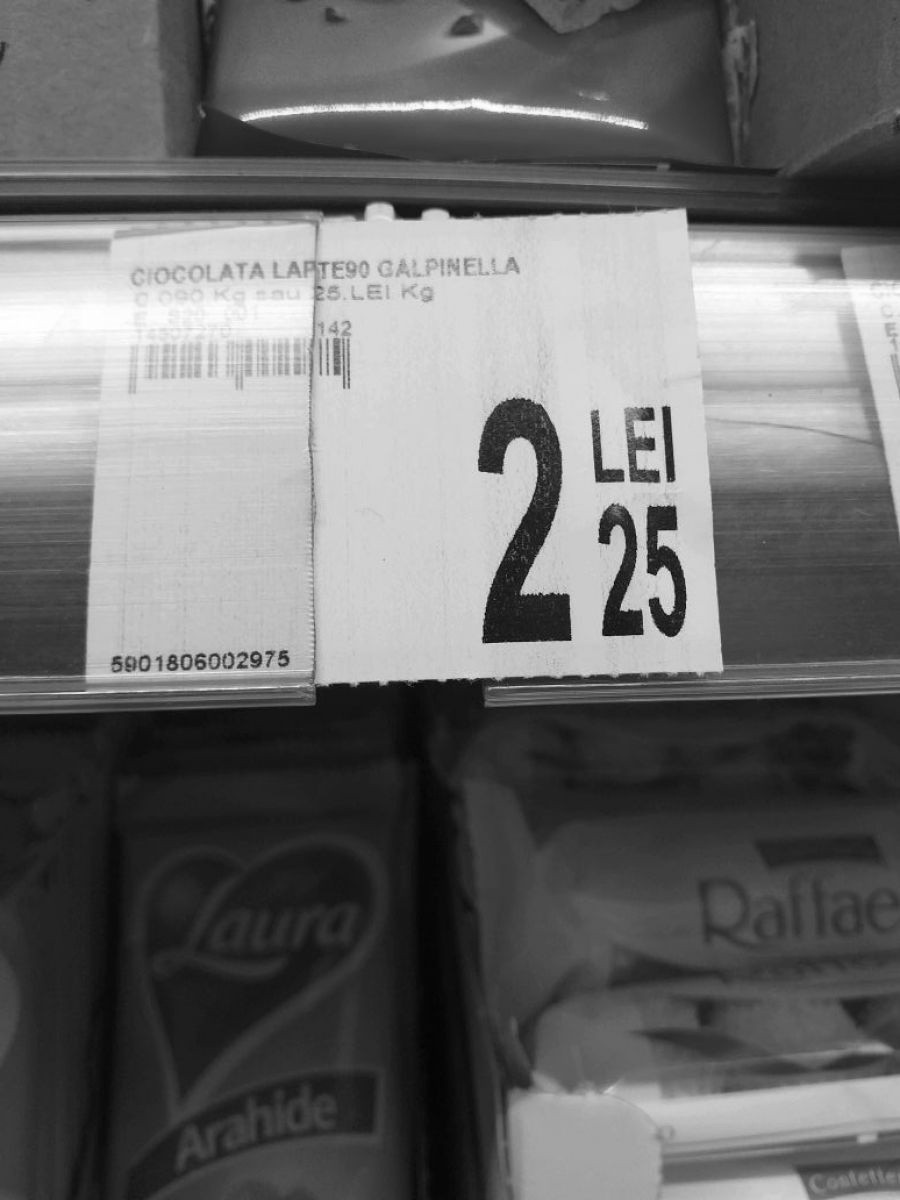 CIOCOLATA LAPTE90 GALPINELLA
0.090 Kg sau 25.LEI Kg
142
2 LEI
25
5901806002975
Laura
Raffae
Arahide